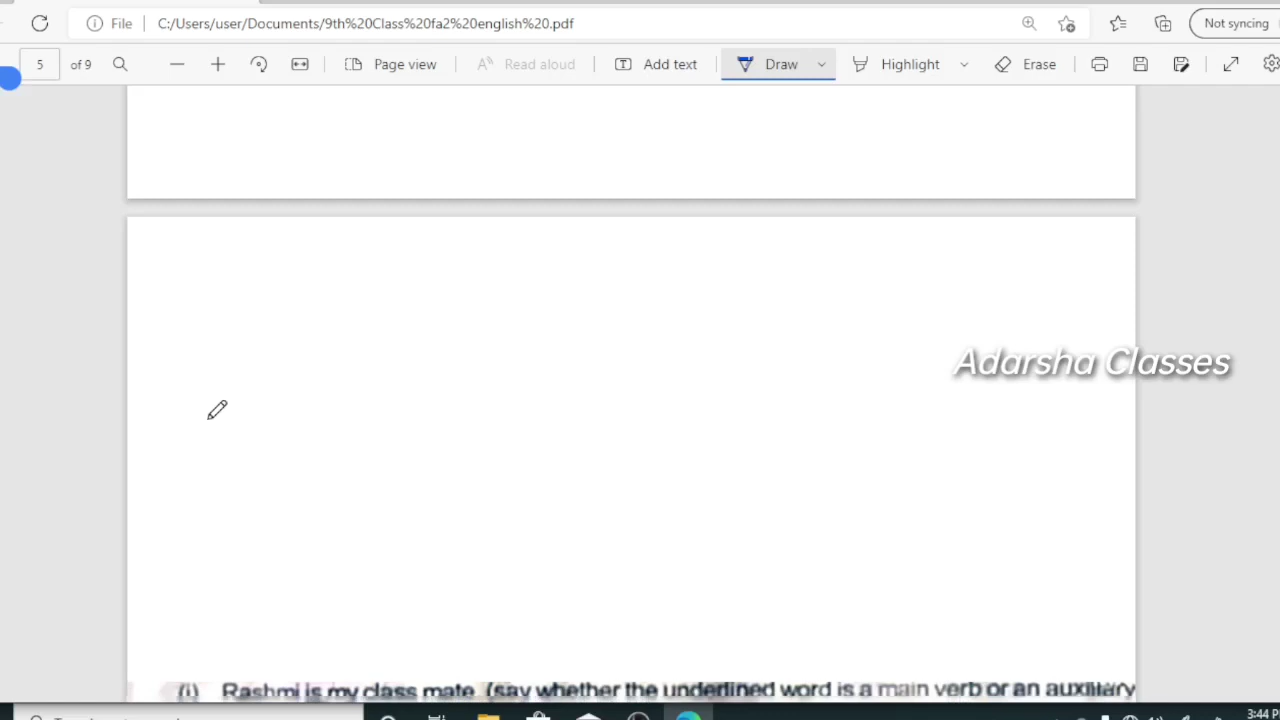 File C:/Users/user/Documents/9th%20Class%20fa2%20english%20.pdf Not syncing
5 of 9 Page view Read aloud Add text Draw Highlight Erase
Adarsha Classes
(i) Rashmi is my class mate (say whether the underlined word is a main verb or an auxiliary
3:44 P